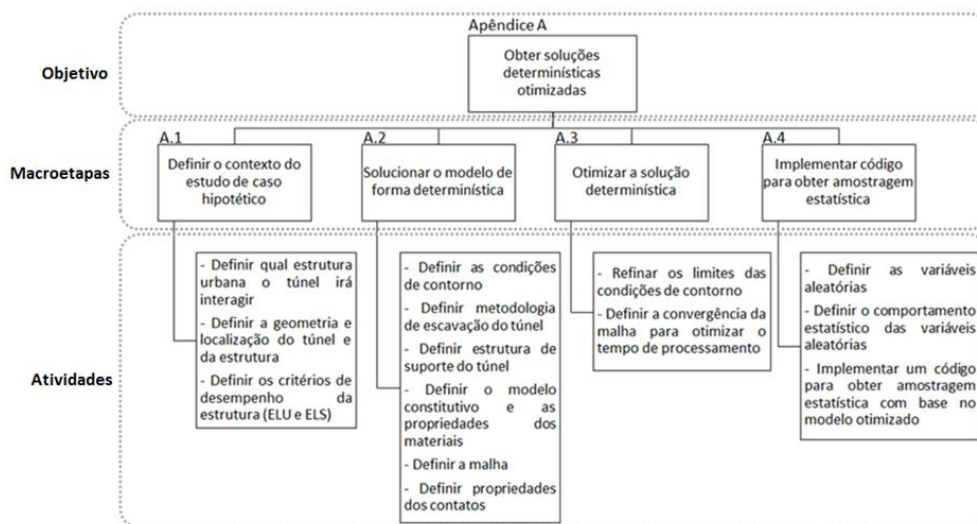 Apêndice A
Objetivo
Obter soluções
determinísticas
otimizadas
Macroetapas
A.1
Definir o contexto do
estudo de caso
hipotético
A.2
Solucionar o modelo de
forma determinística
A.3
Otimizar a solução
determinística
A.4
Implementar código
para obter amostragem
estatística
Atividades
- Definir qual estrutura
urbana o túnel irá
interagir
- Definir a geometria e
localização do túnel e
da estrutura
- Definir os critérios de
desempenho da
estrutura (ELU e ELS)
- Definir as condições
de contorno
- Definir metodologia de
escavação do túnel
- Definir estrutura de
suporte do túnel
- Definir o modelo
constitutivo e as
propriedades dos
materiais
- Definir a malha
- Definir propriedades
dos contatos
- Refinar os limites das
condições de contorno
- Definir a convergência da
malha para otimizar o
tempo de processamento
- Definir as variáveis
aleatórias
- Definir o comportamento
estatístico das variáveis
aleatórias
- Implementar um código
para obter amostragem
estatística com base no
modelo otimizado